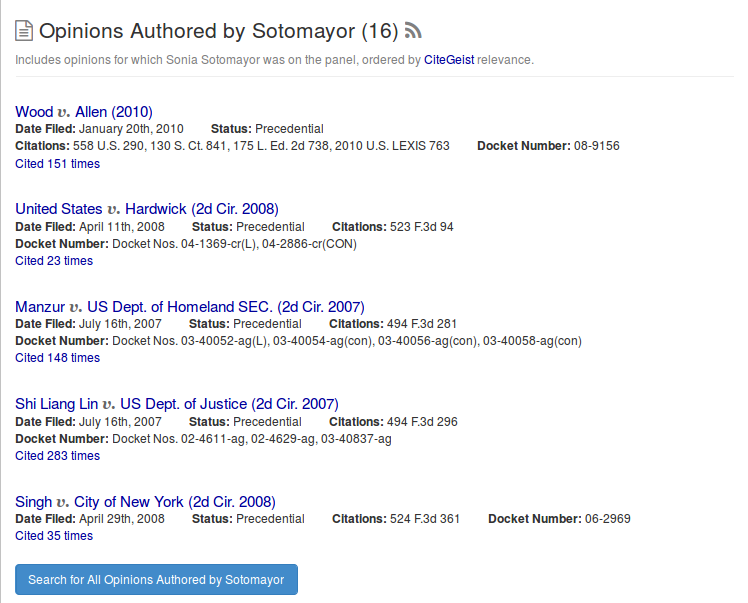 Opinions Authored by Sotomayor (16)
Includes opinions for which Sonia Sotomayor was on the panel, ordered by CiteGeist relevance.
Wood v. Allen (2010)
Date Filed: January 20th, 2010 Status: Precedential
Citations: 558 U.S. 290, 130 S. Ct. 841, 175 L. Ed. 2d 738, 2010 U.S. LEXIS 763 Docket Number: 08-9156
Cited 151 times
United States v. Hardwick (2d Cir. 2008)
Date Filed: April 11th, 2008 Status: Precedential Citations: 523 F.3d 94
Docket Number: Docket Nos. 04-1369-cr(L), 04-2886-cr(CON)
Cited 23 times
Manzur v. US Dept. of Homeland SEC. (2d Cir. 2007)
Date Filed: July 16th, 2007 Status: Precedential Citations: 494 F.3d 281
Docket Number: Docket Nos. 03-40052-ag(L), 03-40054-ag(con), 03-40056-ag(con), 03-40058-ag(con)
Cited 148 times
Shi Liang Lin v. US Dept. of Justice (2d Cir. 2007)
Date Filed: July 16th, 2007 Status: Precedential Citations: 494 F.3d 296
Docket Number: Docket Nos. 02-4611-ag, 02-4629-ag, 03-40837-ag
Cited 283 times
Singh v. City of New York (2d Cir. 2008)
Date Filed: April 29th, 2008 Status: Precedential Citations: 524 F.3d 361 Docket Number: 06-2969
Cited 35 times
Search for All Opinions Authored by Sotomayor